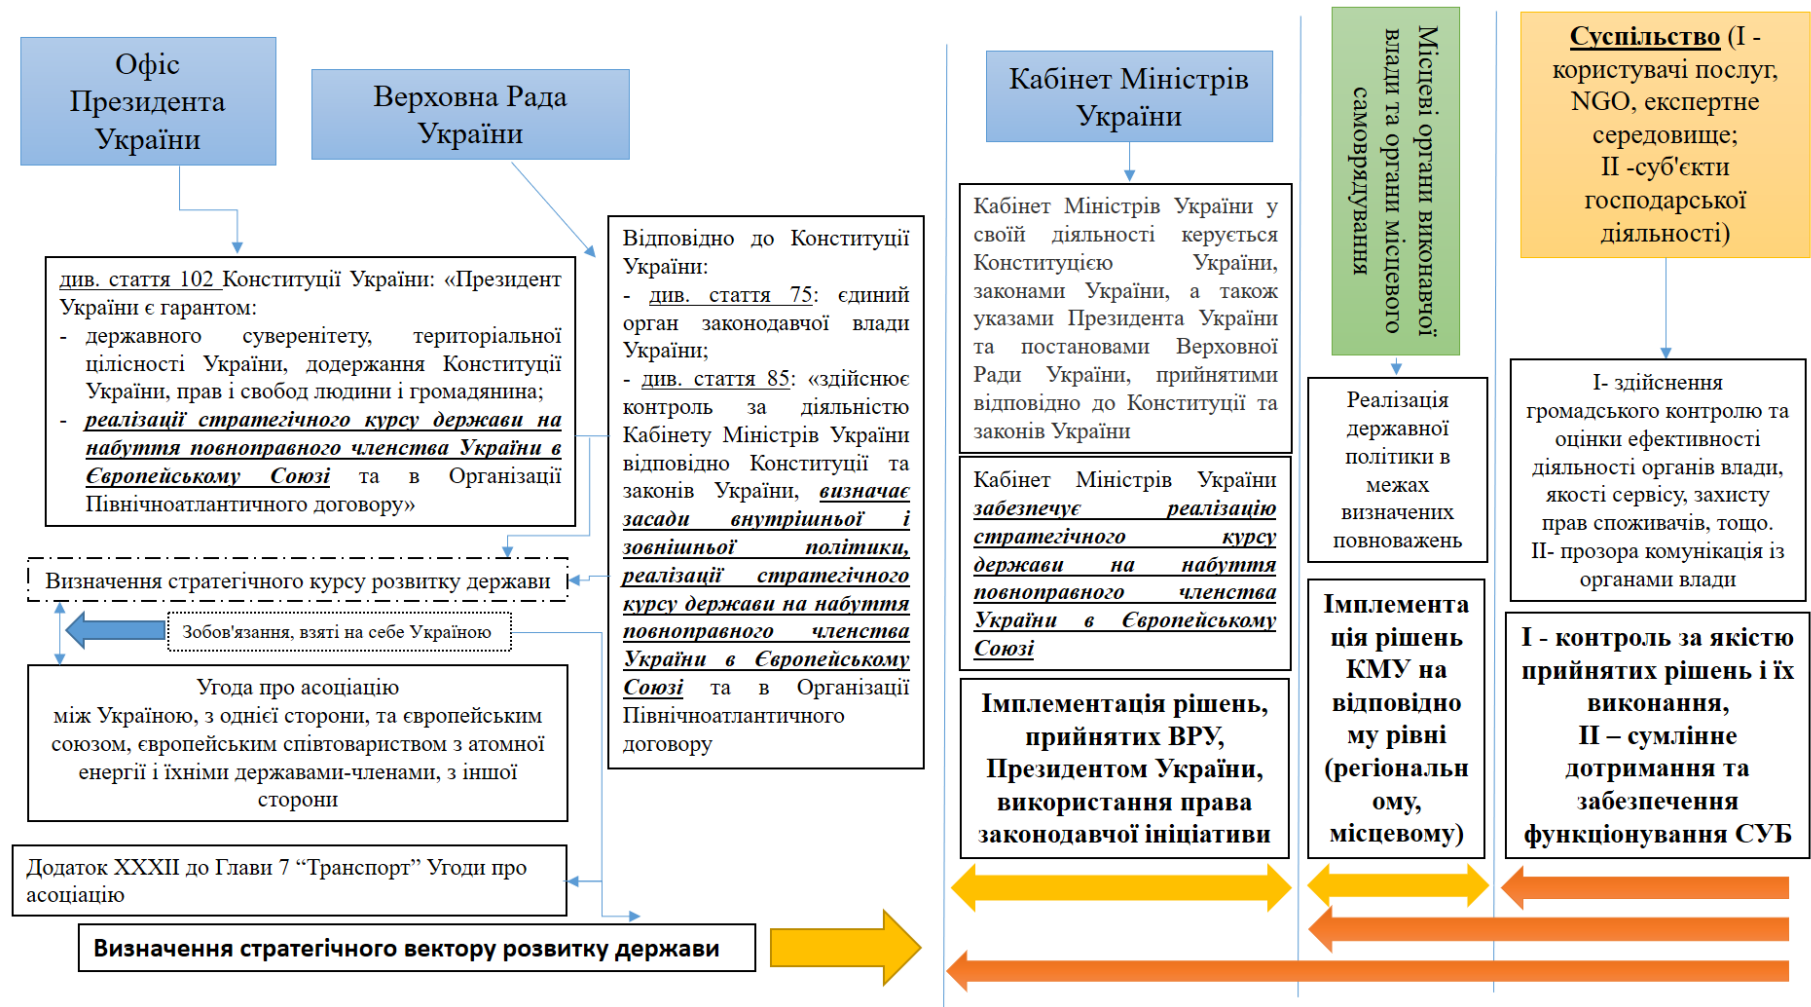 Офіс
Президента
України
Верховна Рада
України
див. стаття 102 Конституції України: «Президент
України є гарантом:
- державного суверенітету, територіальної
цілісності України, додержання Конституції
України, прав і свобод людини і громадянина;
- реалізації стратегічного курсу держави на
набуття повноправного членства України в
Європейському Союзі та в Організації
Північноатлантичного договору»
Відповідно до Конституції
України:
- див. стаття 75: єдиний
орган законодавчої влади
України;
- див. стаття 85: «здійснює
контроль за діяльністю
Кабінету Міністрів України
відповідно Конституції та
законів України, визначає
засади внутрішньої і
зовнішньої політики,
реалізації стратегічного
курсу держави на набуття
повноправного членства
України в Європейському
Союзі та в Організації
Північноатлантичного
договору
Визначення стратегічного курсу розвитку держави
Зобов'язання, взяті на себе Україною
Угода про асоціацію
між Україною, з однієї сторони, та європейським
союзом, європейським співтовариством з атомної
енергії і їхніми державами-членами, з іншої
сторони
Додаток XXXII до Глави 7 “Транспорт” Угоди про
асоціацію
Визначення стратегічного вектору розвитку держави
Кабінет Міністрів
України
Кабінет Міністрів України у
своїй діяльності керується
Конституцією України,
законами України, а також
указами Президента України
та постановами Верховної
Ради України, прийнятими
відповідно до Конституції та
законів України
Кабінет Міністрів України
забезпечує реалізацію
стратегічного курсу
держави на набуття
повноправного членства
України в Європейському
Союзі
Імплементація рішень,
прийнятих ВРУ,
Президентом України,
використання права
законодавчої ініціативи
Місцеві органи виконавчої
влади та органи місцевого
самоврядування
Реалізація
державної
політики в
межах
визначених
повноважень
Імплемента
ція рішень
КМУ на
відповідно
му рівні
(регіональн
ому,
місцевому)
Суспільство (І -
користувачі послуг,
NGO, експертне
середовище;
ІІ -суб'єкти
господарської
діяльності)
І- здійснення
громадського контролю та
оцінки ефективності
діяльності органів влади,
якості сервісу, захисту
прав споживачів, тощо.
ІІ- прозора комунікація із
органами влади
І - контроль за якістю
прийнятих рішень і їх
виконання,
ІІ – сумлінне
дотримання та
забезпечення
функціонування СУБ